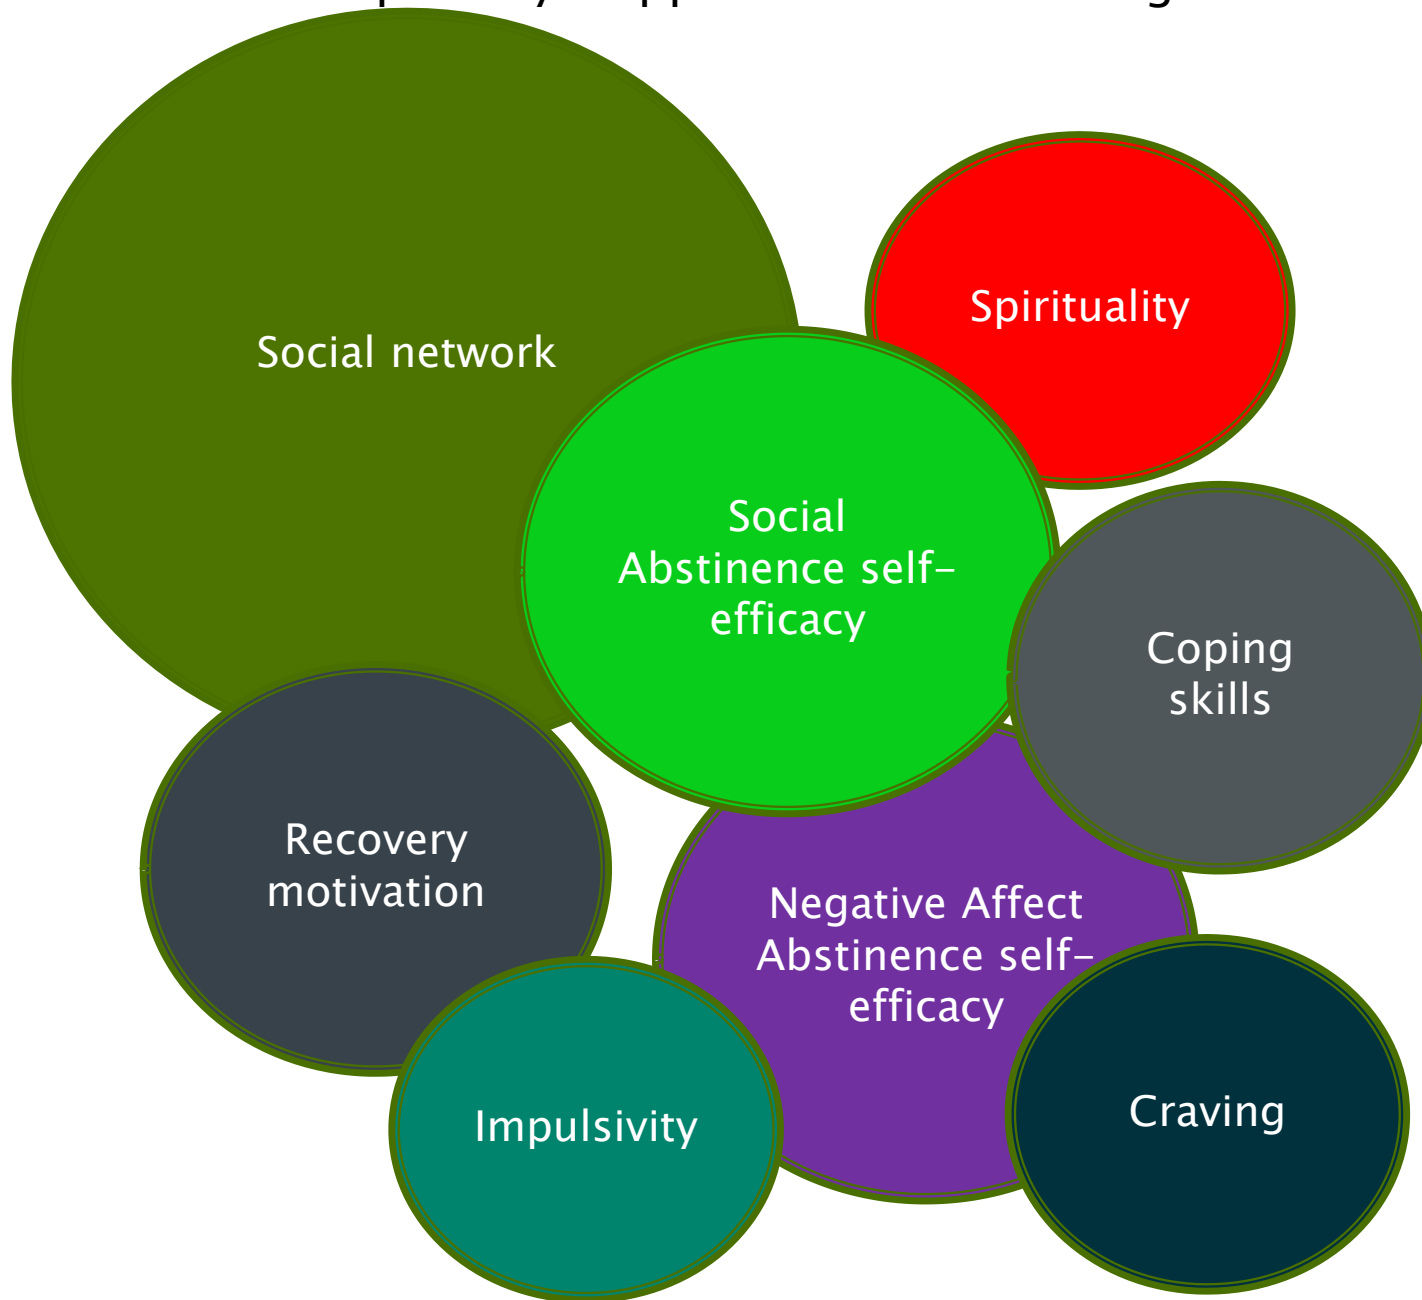 Spirituality
Social network
Social
Abstinence self-
efficacy
Coping
skills
Recovery
motivation
Negative Affect
Abstinence self-
efficacy
Impulsivity
Craving